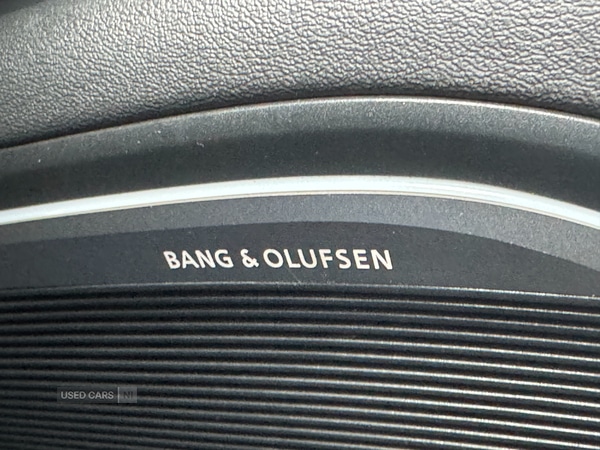 BANG & OLUFSEN
USED CARS NI